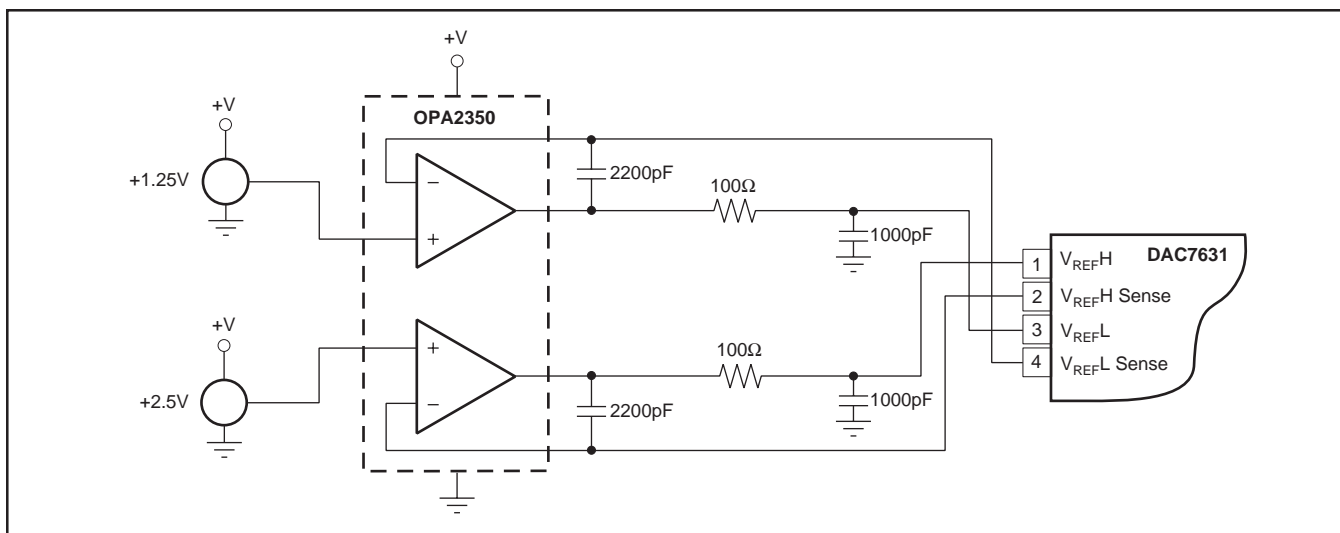 +V
+V
OPA2350
−
+
+1.25V
2200pF
100Ω
1000pF
DAC7631
1 VREFH
2 VREFH Sense
3 VREFL
4 VREFL Sense
+V
+2.5V
+
−
2200pF
100Ω
1000pF